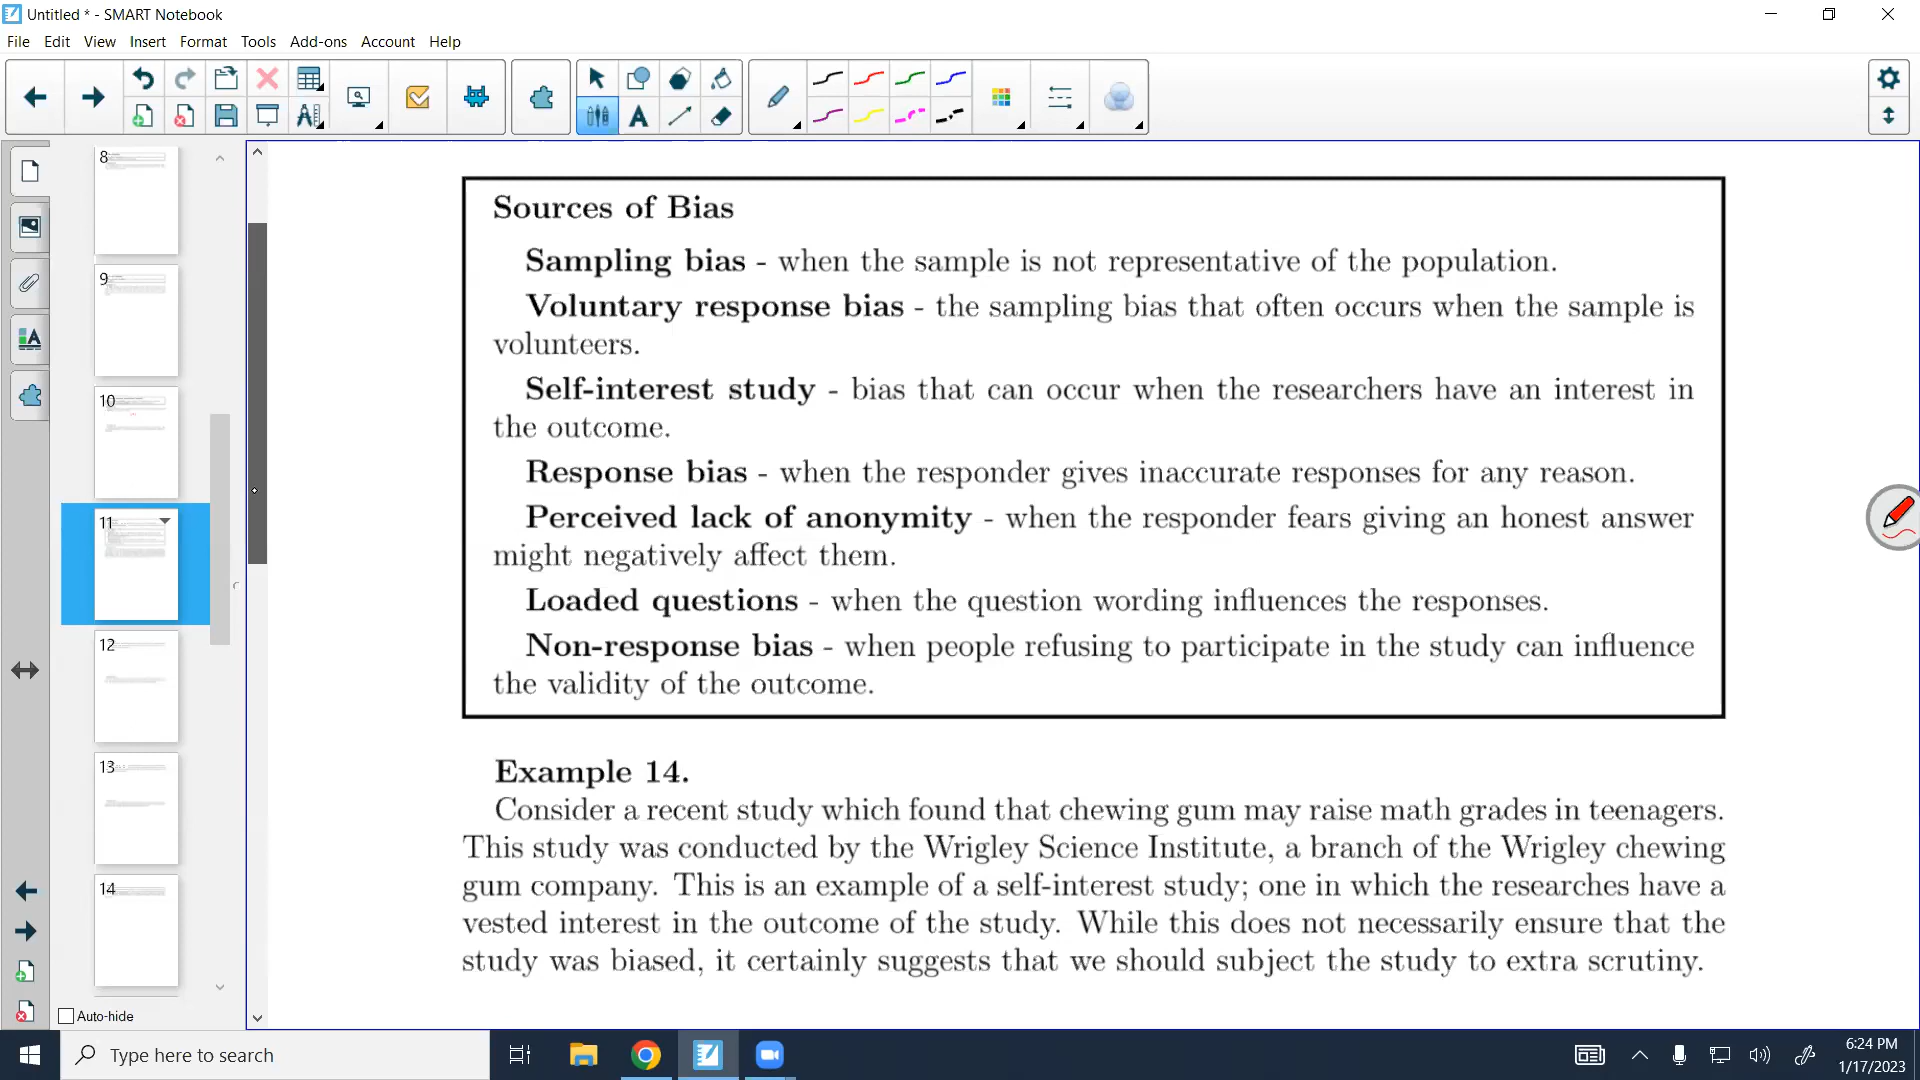 Untitled * - SMART Notebook
File Edit View Insert Format Tools Add-ons Account Help
8
9
10
11
12
13
14
Auto-hide
Sources of Bias
Sampling bias - when the sample is not representative of the population.
Voluntary response bias - the sampling bias that often occurs when the sample is
volunteers.
Self-interest study - bias that can occur when the researchers have an interest in
the outcome.
Response bias - when the responder gives inaccurate responses for any reason.
Perceived lack of anonymity - when the responder fears giving an honest answer
might negatively affect them.
Loaded questions - when the question wording influences the responses.
Non-response bias - when people refusing to participate in the study can influence
the validity of the outcome.
Example 14.
Consider a recent study which found that chewing gum may raise math grades in teenagers.
This study was conducted by the Wrigley Science Institute, a branch of the Wrigley chewing
gum company. This is an example of a self-interest study; one in which the researches have a
vested interest in the outcome of the study. While this does not necessarily ensure that the
study was biased, it certainly suggests that we should subject the study to extra scrutiny.
Type here to search
6:24 PM
1/17/2023